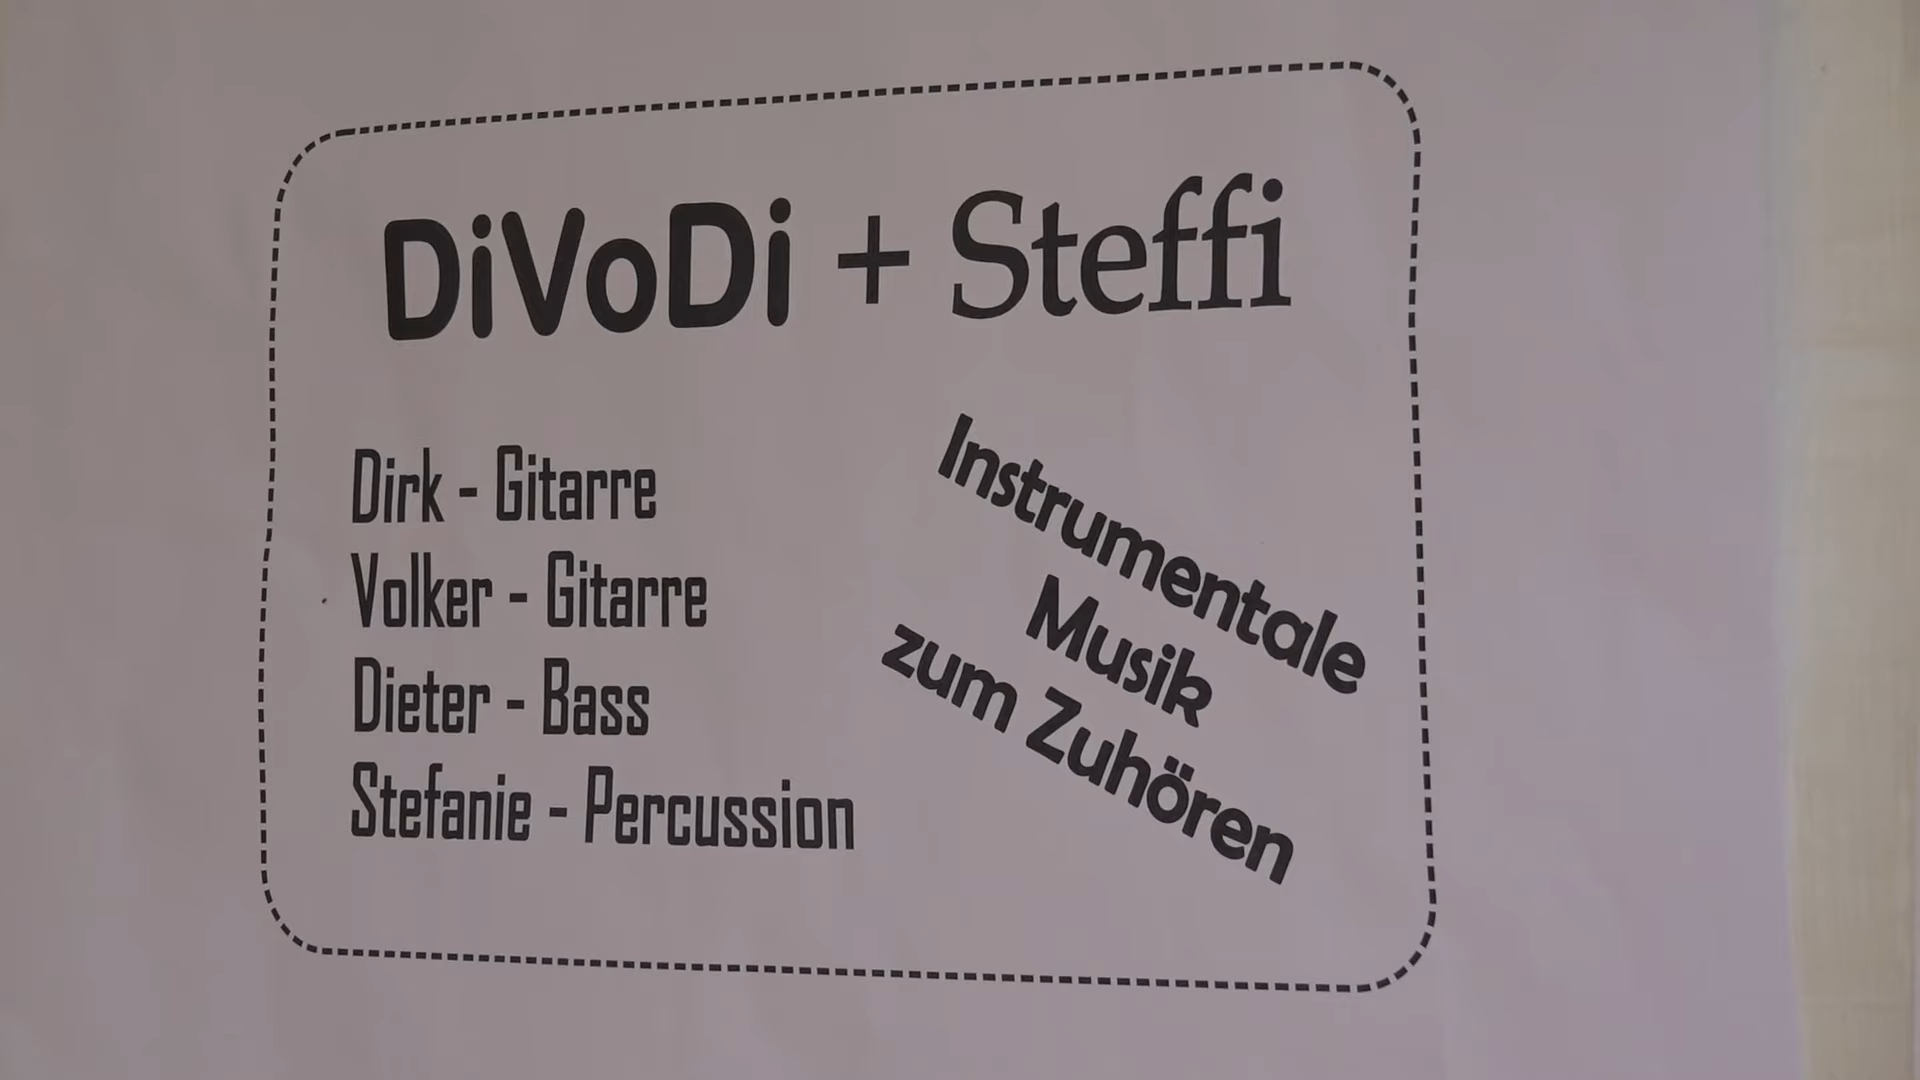 DiVoDi + Steffi
Dirk - Gitarre
Volker - Gitarre
Dieter - Bass
Stefanie - Percussion
Instrumentale
Musik
zum Zuhören